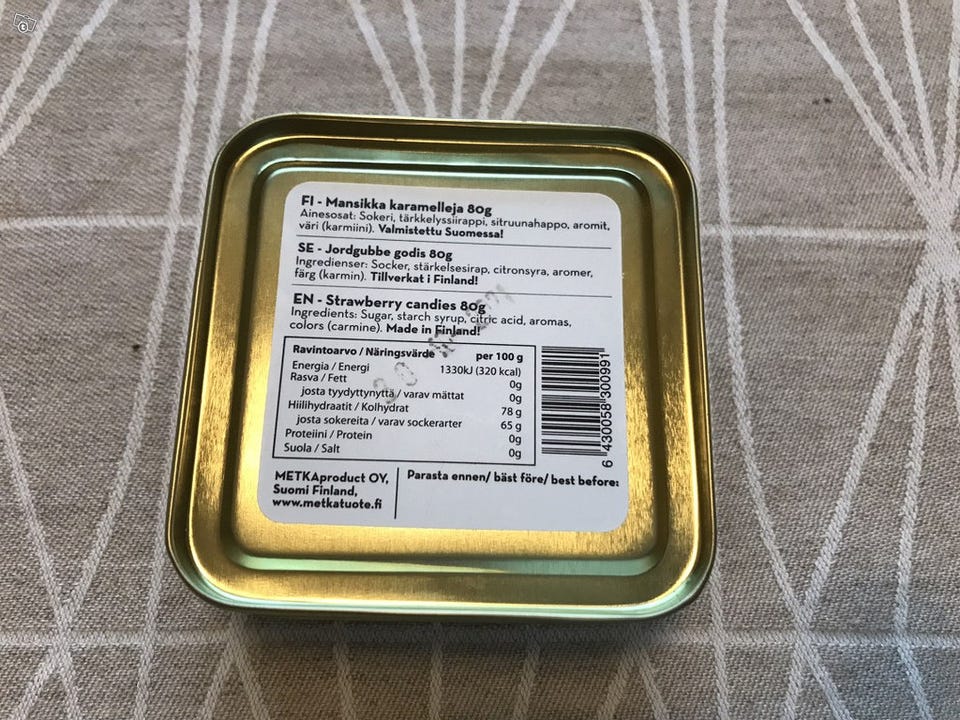 FI - Mansikka karamelleja 80g
Ainesosat: Sokeri, tärkkelyssiirappi, sitruunahappo, aromit,
väri (karmiini). Valmistettu Suomessa!
SE - Jordgubbe godis 80g
Ingredienser: Socker, stärkelsesirap, citronsyra, aromer,
färg (karmin). Tillverkat i Finland!
EN - Strawberry candies 80g
Ingredients: Sugar, starch syrup, citric acid, aromas,
colors (carmine). Made in Finland!
Ravintoarvo / Näringsvärde per 100 g
Energia / Energi 1330kJ (320 kcal)
Rasva / Fett 0g
josta tyydyttynyttä / varav mättat 0g
Hiilihydraatit / Kolhydrat 78 g
josta sokereita / varav sockerarter 65 g
Proteiini / Protein 0g
Suola / Salt 0g
6 430058 300991
METKAproduct OY,
Suomi Finland,
www.metkatuote.fi
Parasta ennen/ bäst före/ best before: